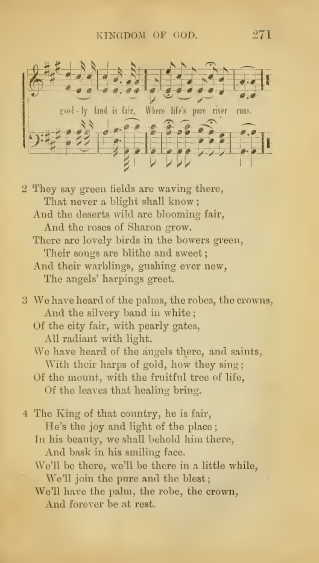 KINGDOM OF GOD. 271
good-ly land is fair, Where life's pure river runs.
2 They say green fields are waving there,
That never a blight shall know;
And the deserts wild are blooming fair,
And the roses of Sharon grow.
There are lovely birds in the bowers green,
Their songs are blithe and sweet;
And their warblings, gushing ever new,
The angels' harpings greet.
3 We have heard of the palms, the robes, the crowns,
And the silvery band in white;
Of the city fair, with pearly gates,
All radiant with light.
We have heard of the angels there, and saints,
With their harps of gold, how they sing;
Of the mount, with the fruitful tree of life,
Of the leaves that healing bring.
4 The King of that country, he is fair,
He's the joy and light of the place;
In his beauty, we shall behold him there,
And bask in his smiling face.
We'll be there, we'll be there in a little while,
We'll join the pure and the blest;
We'll have the palm, the robe, the crown,
And forever be at rest.